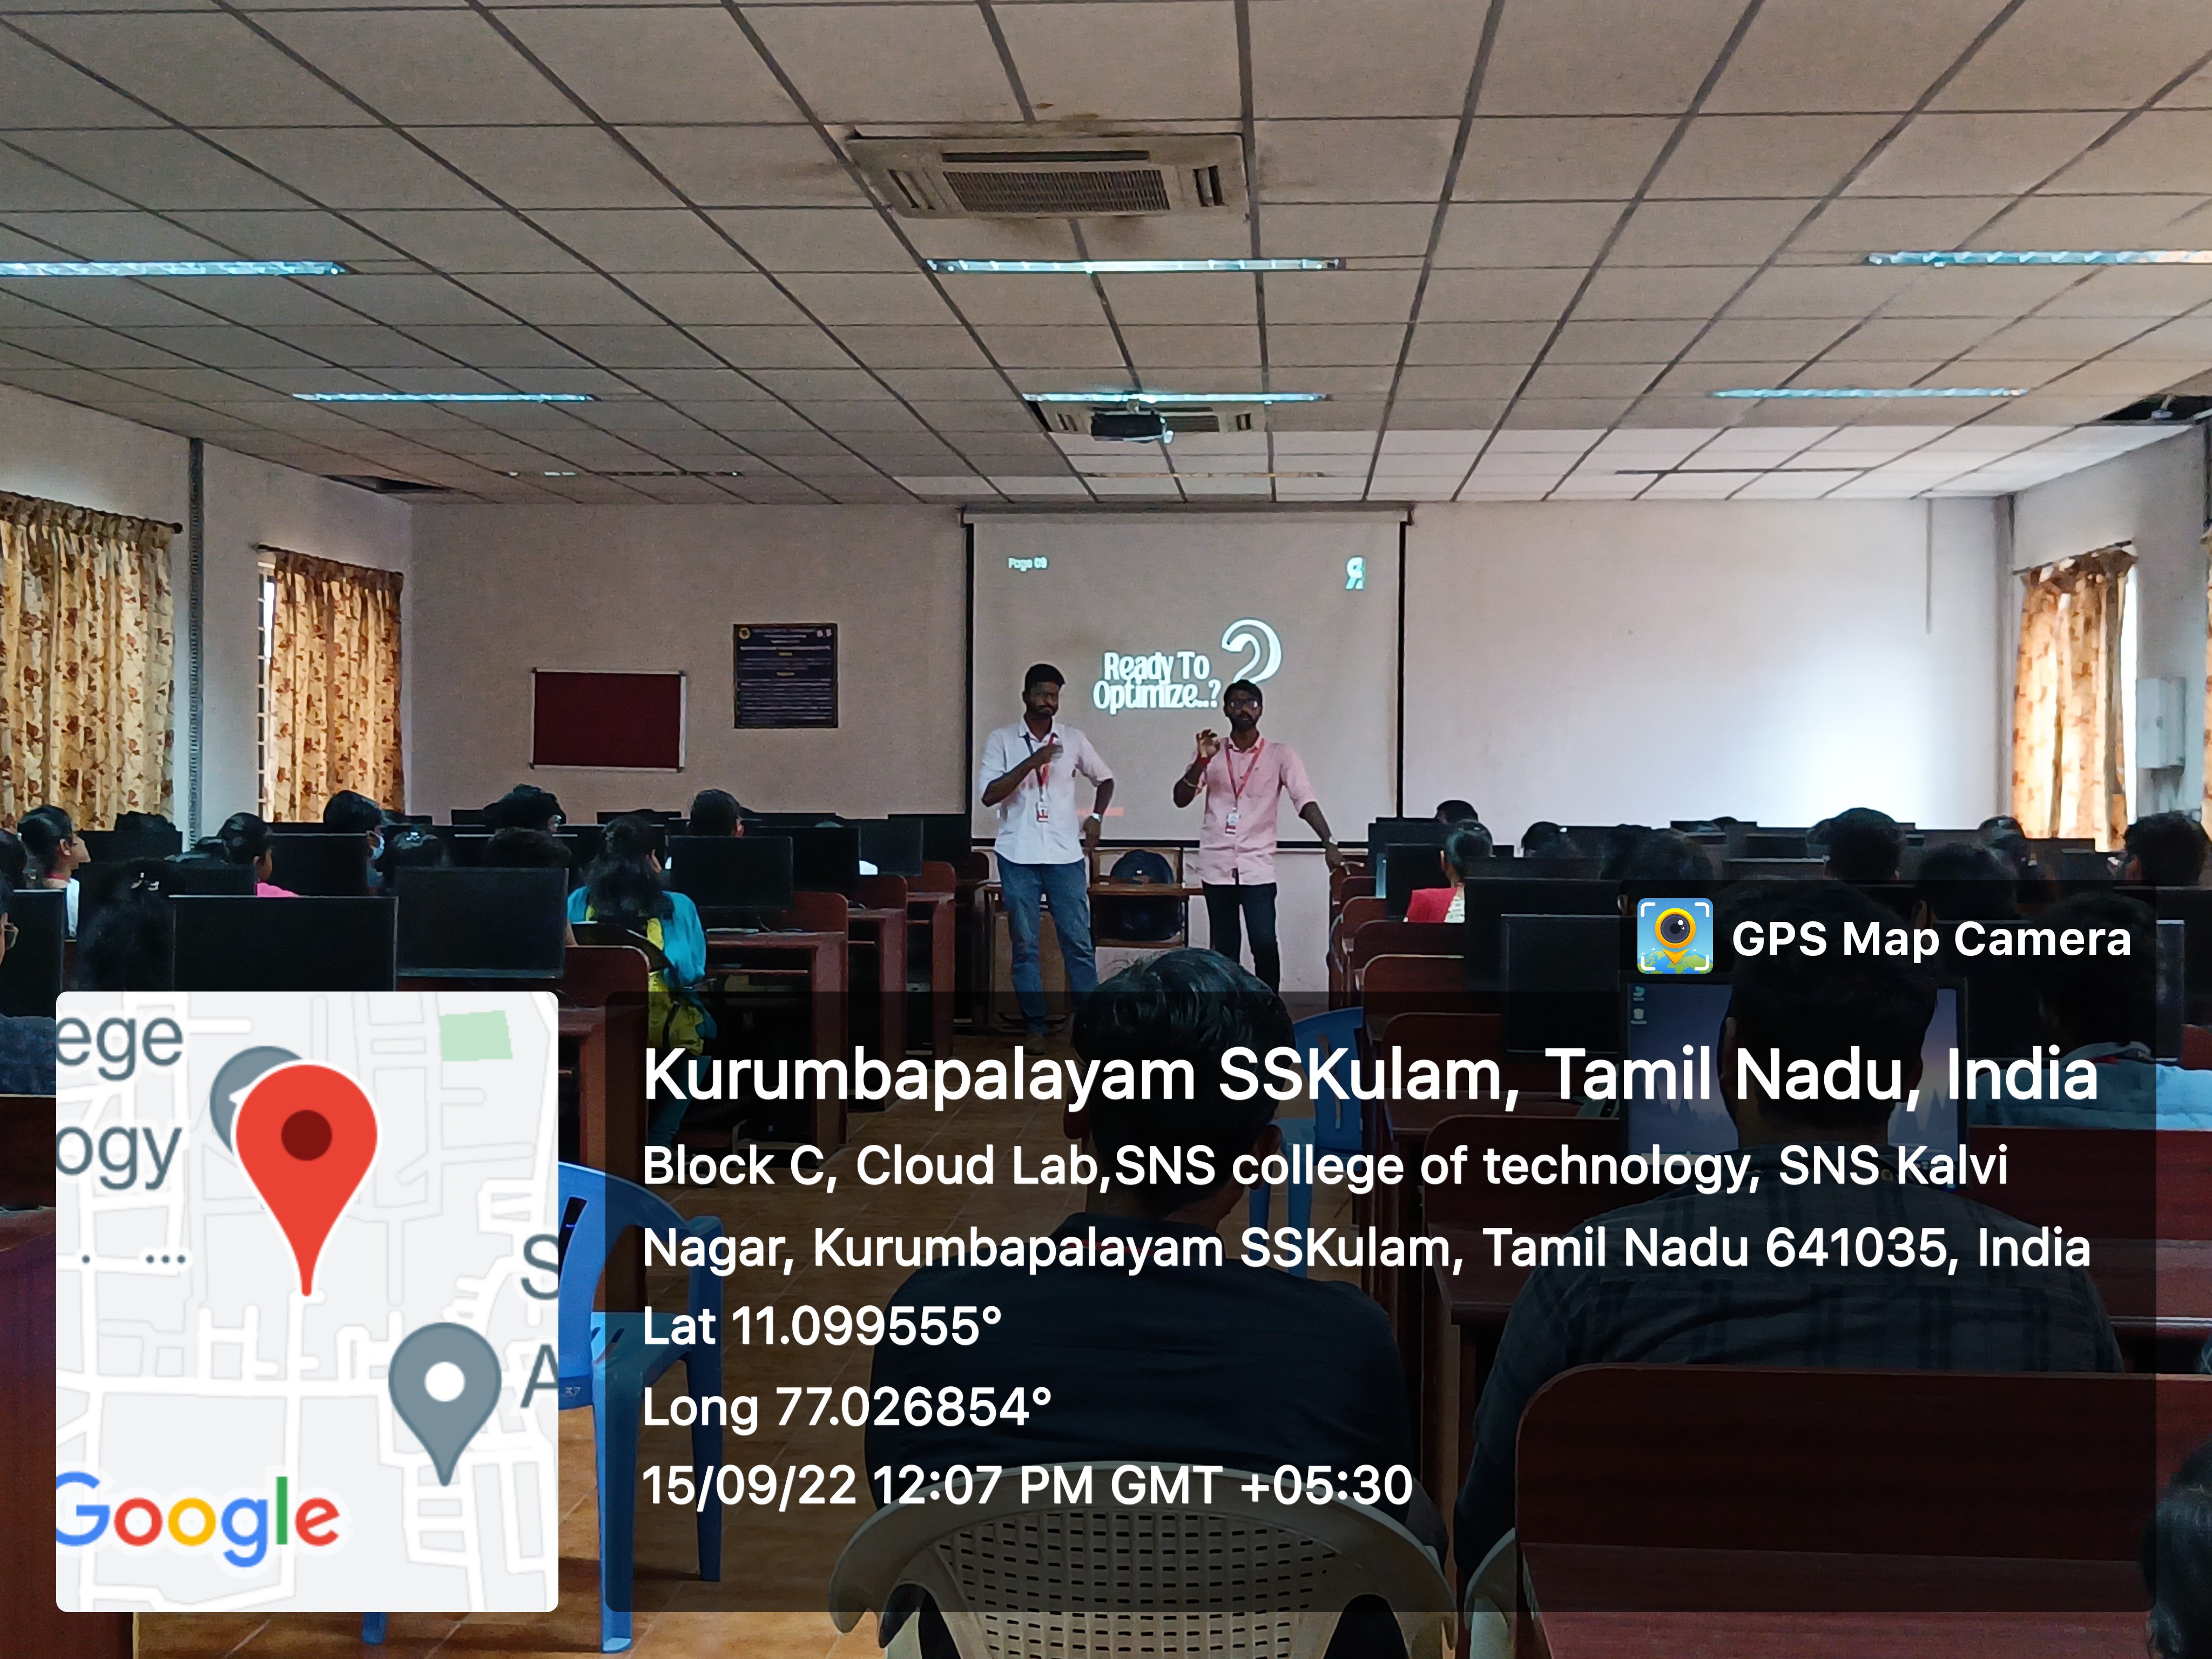 Page 09
Ready To
Optimize..?
GPS Map Camera
ege
ogy
Google
Kurumbapalayam SSKulam, Tamil Nadu, India
Block C, Cloud Lab,SNS college of technology, SNS Kalvi
Nagar, Kurumbapalayam SSKulam, Tamil Nadu 641035, India
Lat 11.099555°
Long 77.026854°
15/09/22 12:07 PM GMT +05:30